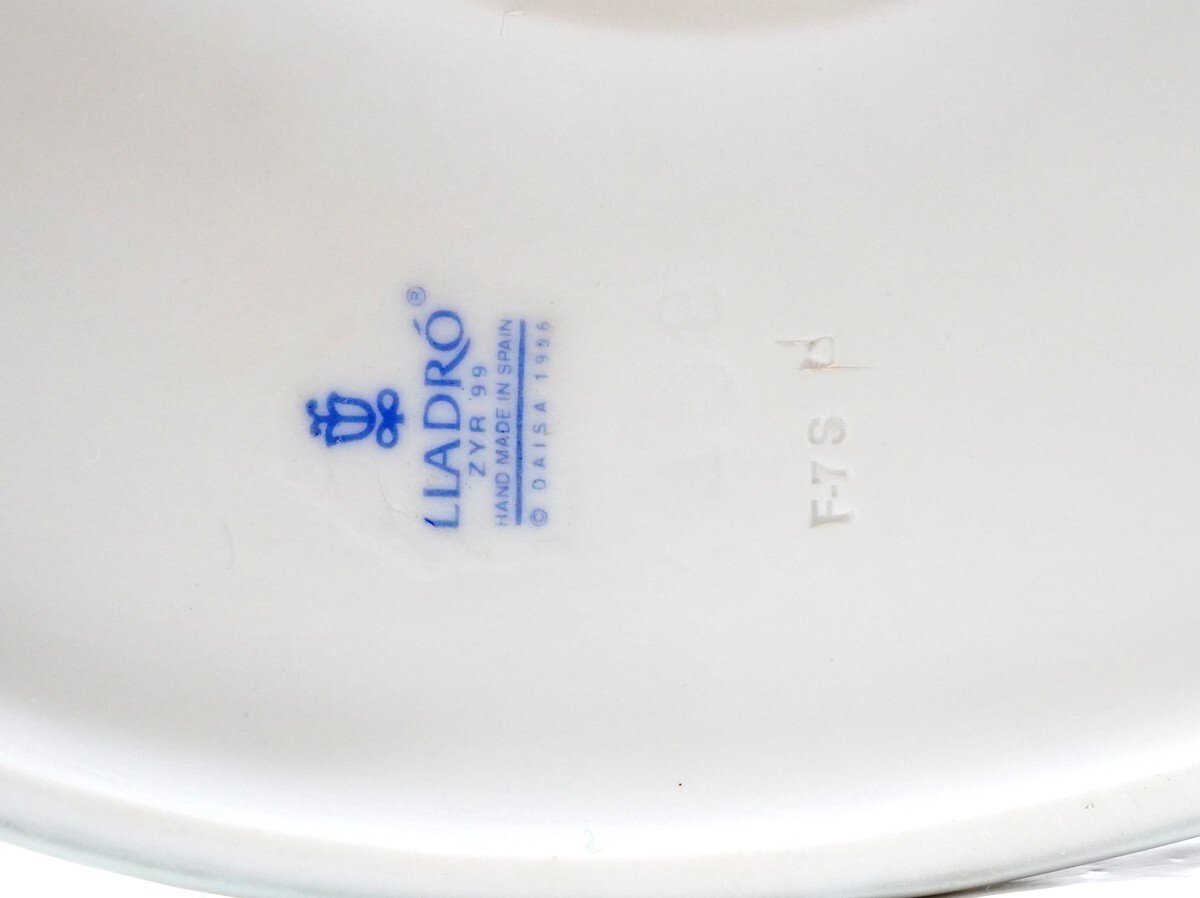 LLADRÓ®
ZYR 99
HAND MADE IN SPAIN
© DAISA 1996
F-7 S